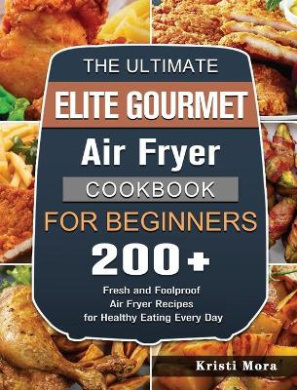 THE ULTIMATE
ELITE GOURMET
Air Fryer
COOKBOOK
FOR BEGINNERS
200+
Fresh and Foolproof
Air Fryer Recipes
for Healthy Eating Every Day
Kristi Mora